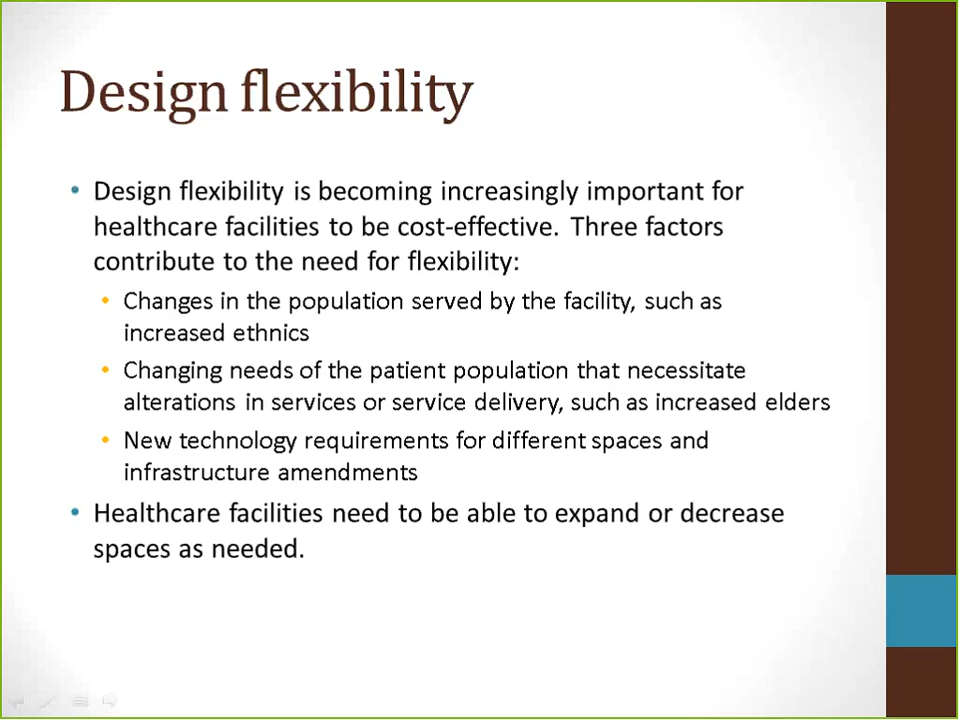 Design flexibility
• Design flexibility is becoming increasingly important for
healthcare facilities to be cost-effective. Three factors
contribute to the need for flexibility:
• Changes in the population served by the facility, such as
increased ethnics
• Changing needs of the patient population that necessitate
alterations in services or service delivery, such as increased elders
• New technology requirements for different spaces and
infrastructure amendments
• Healthcare facilities need to be able to expand or decrease
spaces as needed.